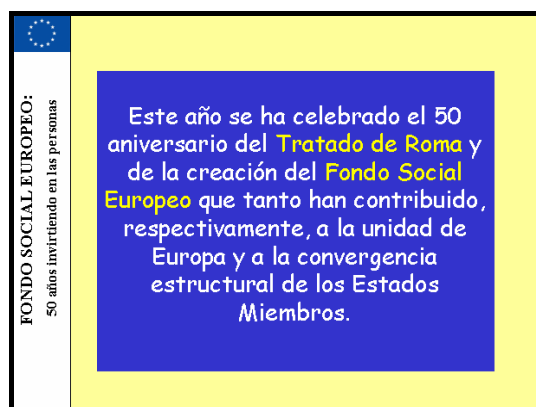 FONDO SOCIAL EUROPEO:
50 años invirtiendo en las personas
Este año se ha celebrado el 50
aniversario del Tratado de Roma y
de la creación del Fondo Social
Europeo que tanto han contribuido,
respectivamente, a la unidad de
Europa y a la convergencia
estructural de los Estados
Miembros.